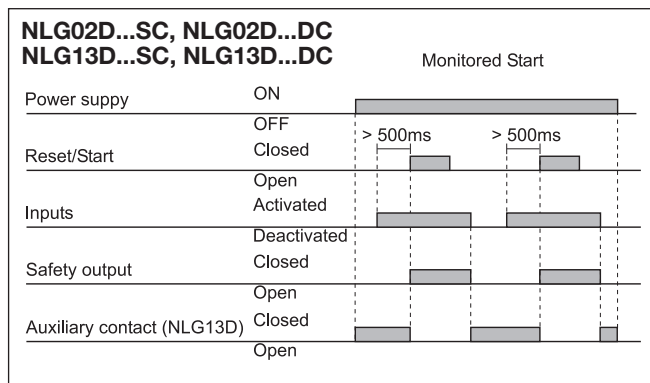 NLG02D...SC, NLG02D...DC
NLG13D...SC, NLG13D...DC
Monitored Start
Power suppy
ON
OFF
> 500ms
> 500ms
Reset/Start
Closed
Open
Inputs
Activated
Deactivated
Safety output
Closed
Open
Auxiliary contact (NLG13D)
Closed
Open